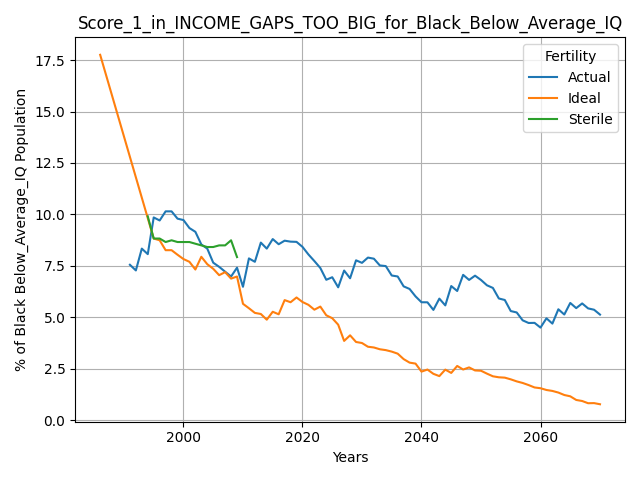 Score_1_in_INCOME_GAPS_TOO_BIG_for_Black_Below_Average_IQ
% of Black Below_Average_IQ Population
17.5
15.0
12.5
10.0
7.5
5.0
2.5
0.0
Fertility
Actual
Ideal
Sterile
2000
2020
2040
2060
Years